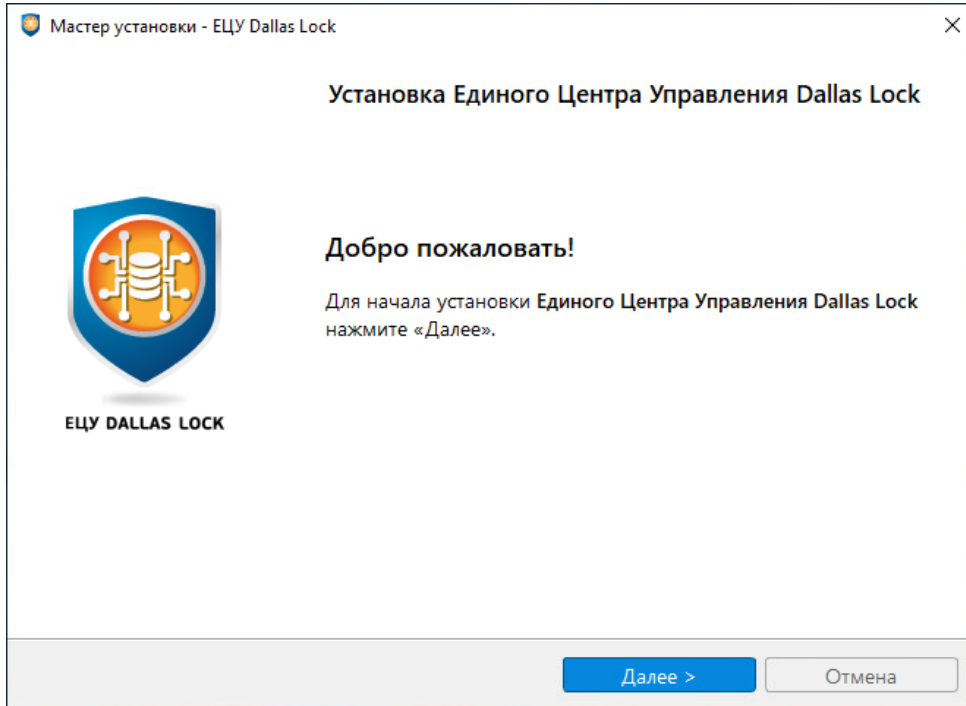 Мастер установки - ЕЦУ Dallas Lock
Установка Единого Центра Управления Dallas Lock
Добро пожаловать!
Для начала установки Единого Центра Управления Dallas Lock
нажмите «Далее».
ЕЦУ DALLAS LOCK
Далее >
Отмена